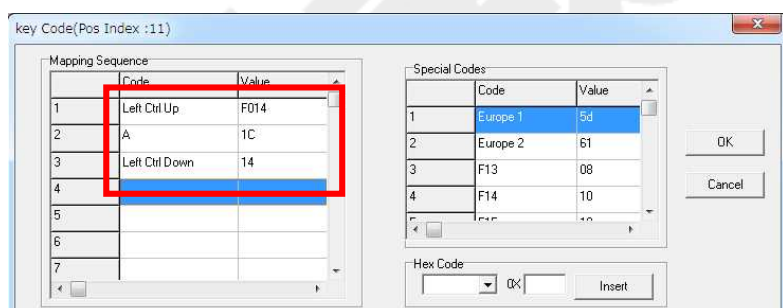 key Code(Pos Index :11)
Mapping Sequence
Code Value
1 Left Ctrl Up F014
2 A 1C
3 Left Ctrl Down 14
4
5
6
7
Special Codes
Code Value
1 Europe 1 5d
2 Europe 2 61
3 F13 08
4 F14 10
Hex Code
0X
Insert
OK
Cancel